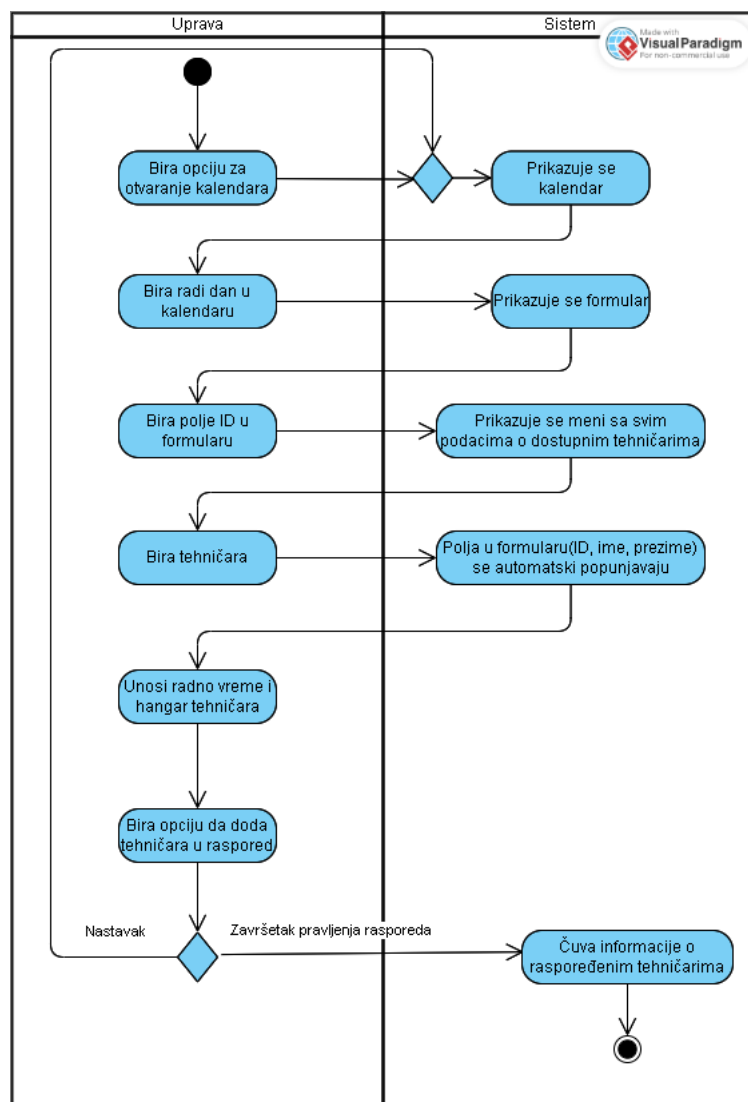 Uprava
Sistem
Made with
VisualParadigm
For non-commercial use
Bira opciju za
otvaranje kalendara
Prikazuje se
kalendar
Bira radi dan u
kalendaru
Prikazuje se formular
Bira polje ID u
formularu
Prikazuje se meni sa svim
podacima o dostupnim tehničarima
Bira tehničara
Polja u formularu(ID, ime, prezime)
se automatski popunjavaju
Unosi radno vreme i
hangar tehničara
Bira opciju da doda
tehničara u raspored
Nastavak
Završetak pravljenja rasporeda
Čuva informacije o
raspoređenim tehničarima